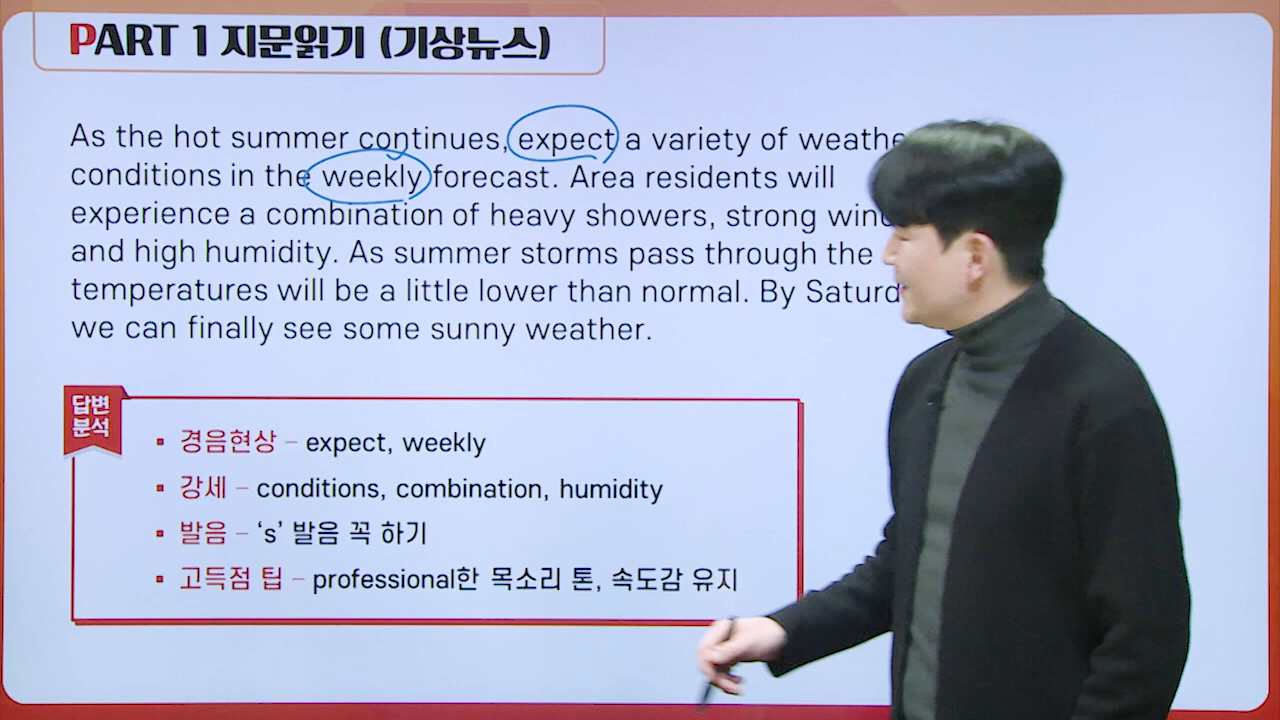 PART 1 지문읽기 (기상뉴스)
As the hot summer continues, expect a variety of
conditions in the weekly forecast. Area residents will
experience a combination of heavy showers, strong
and high humidity. As summer storms pass through the
temperatures will be a little lower than normal. By
we can finally see some sunny weather.
답변
분석
경음현상 – expect, weekly
강세 – conditions, combination, humidity
발음 – ‘s’ 발음 꼭 하기
고득점 팁 – professional한 목소리 톤, 속도감 유지